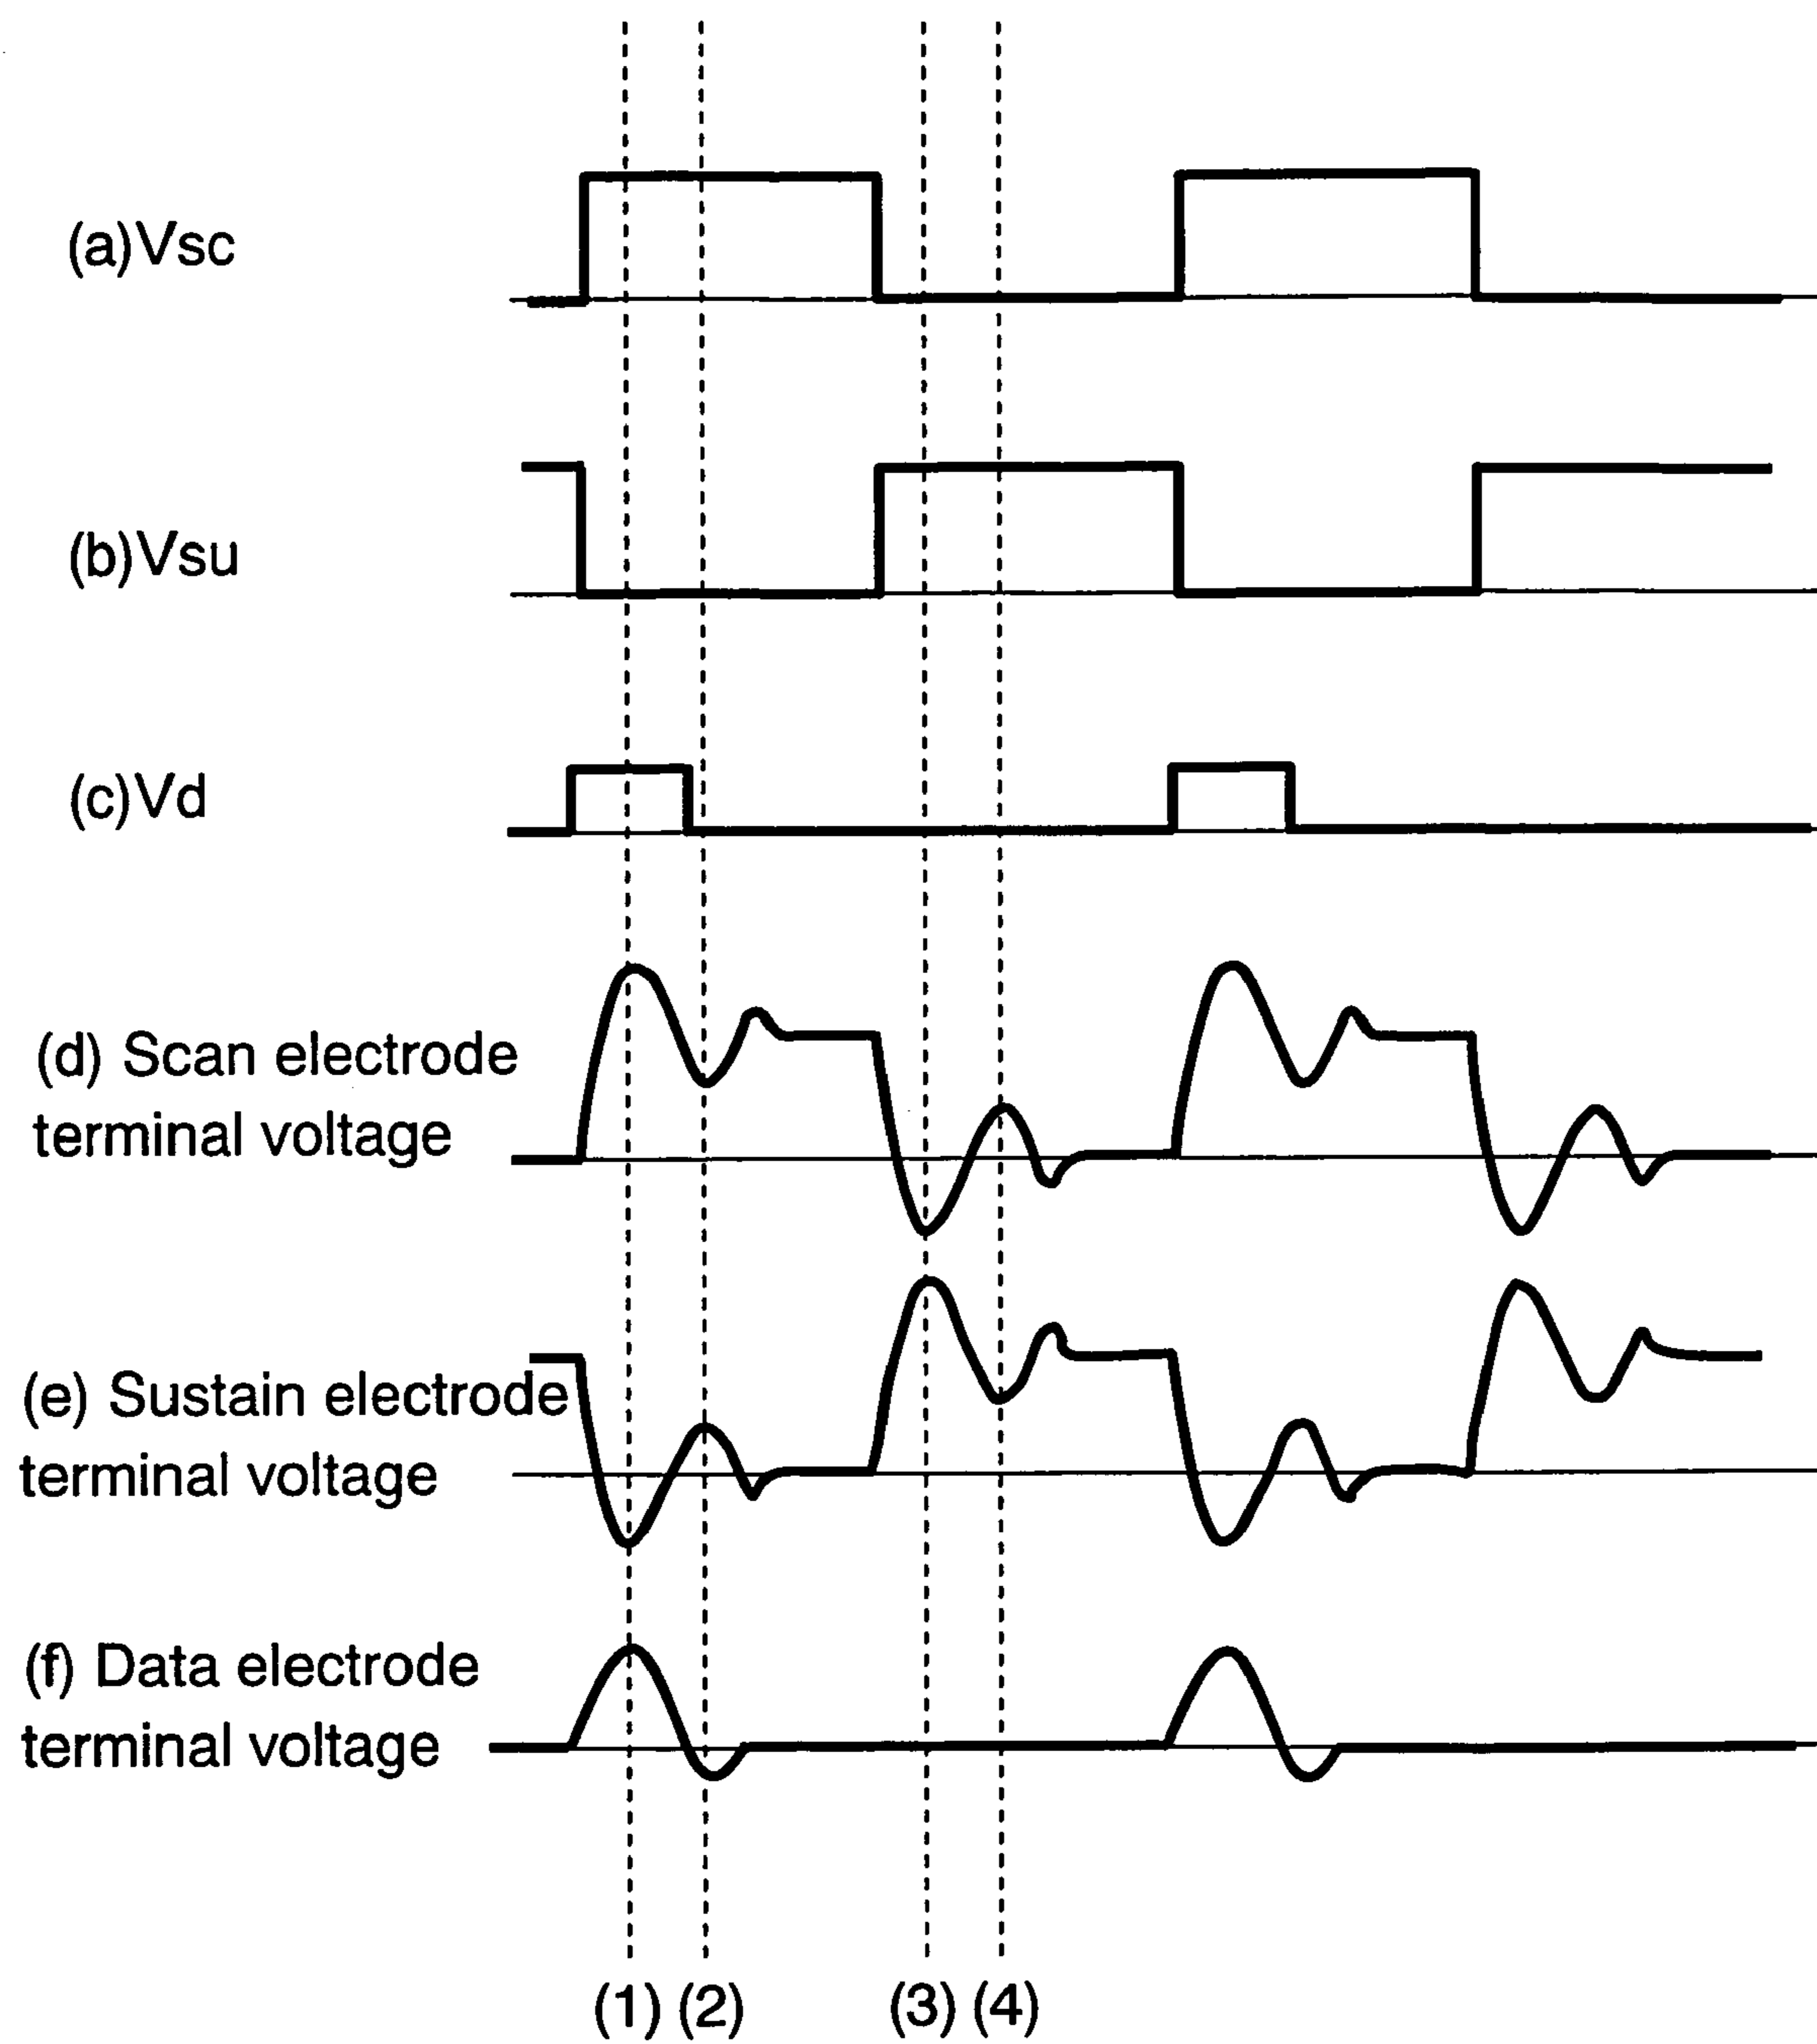 (a)Vsc
(b)Vsu
(c)Vd
(d) Scan electrode
terminal voltage
(e) Sustain electrode
terminal voltage
(f) Data electrode
terminal voltage
(1) (2) (3) (4)